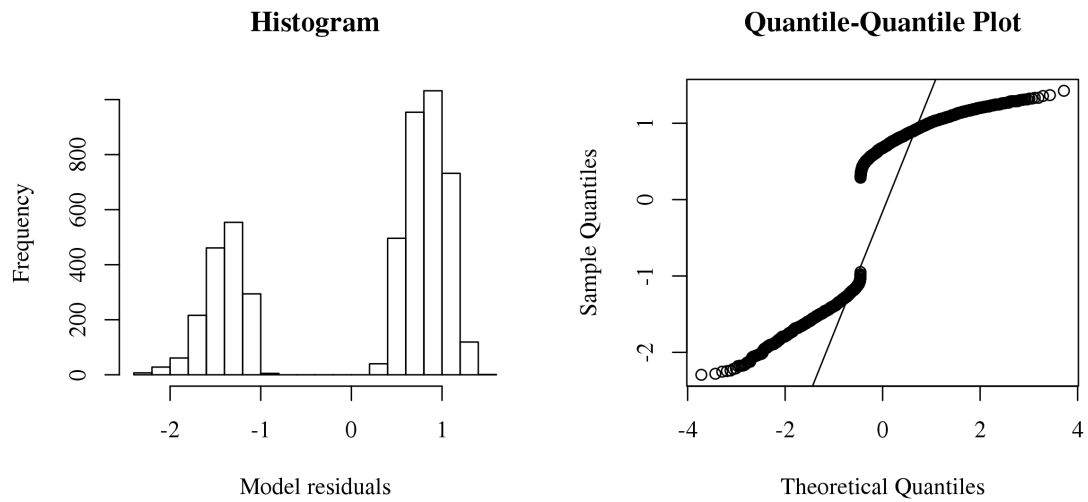 Histogram
Frequency
0 200 400 600 800
-2 -1 0 1
Model residuals
Quantile-Quantile Plot
Sample Quantiles
-2 -1 0 1
-4 -2 0 2 4
Theoretical Quantiles